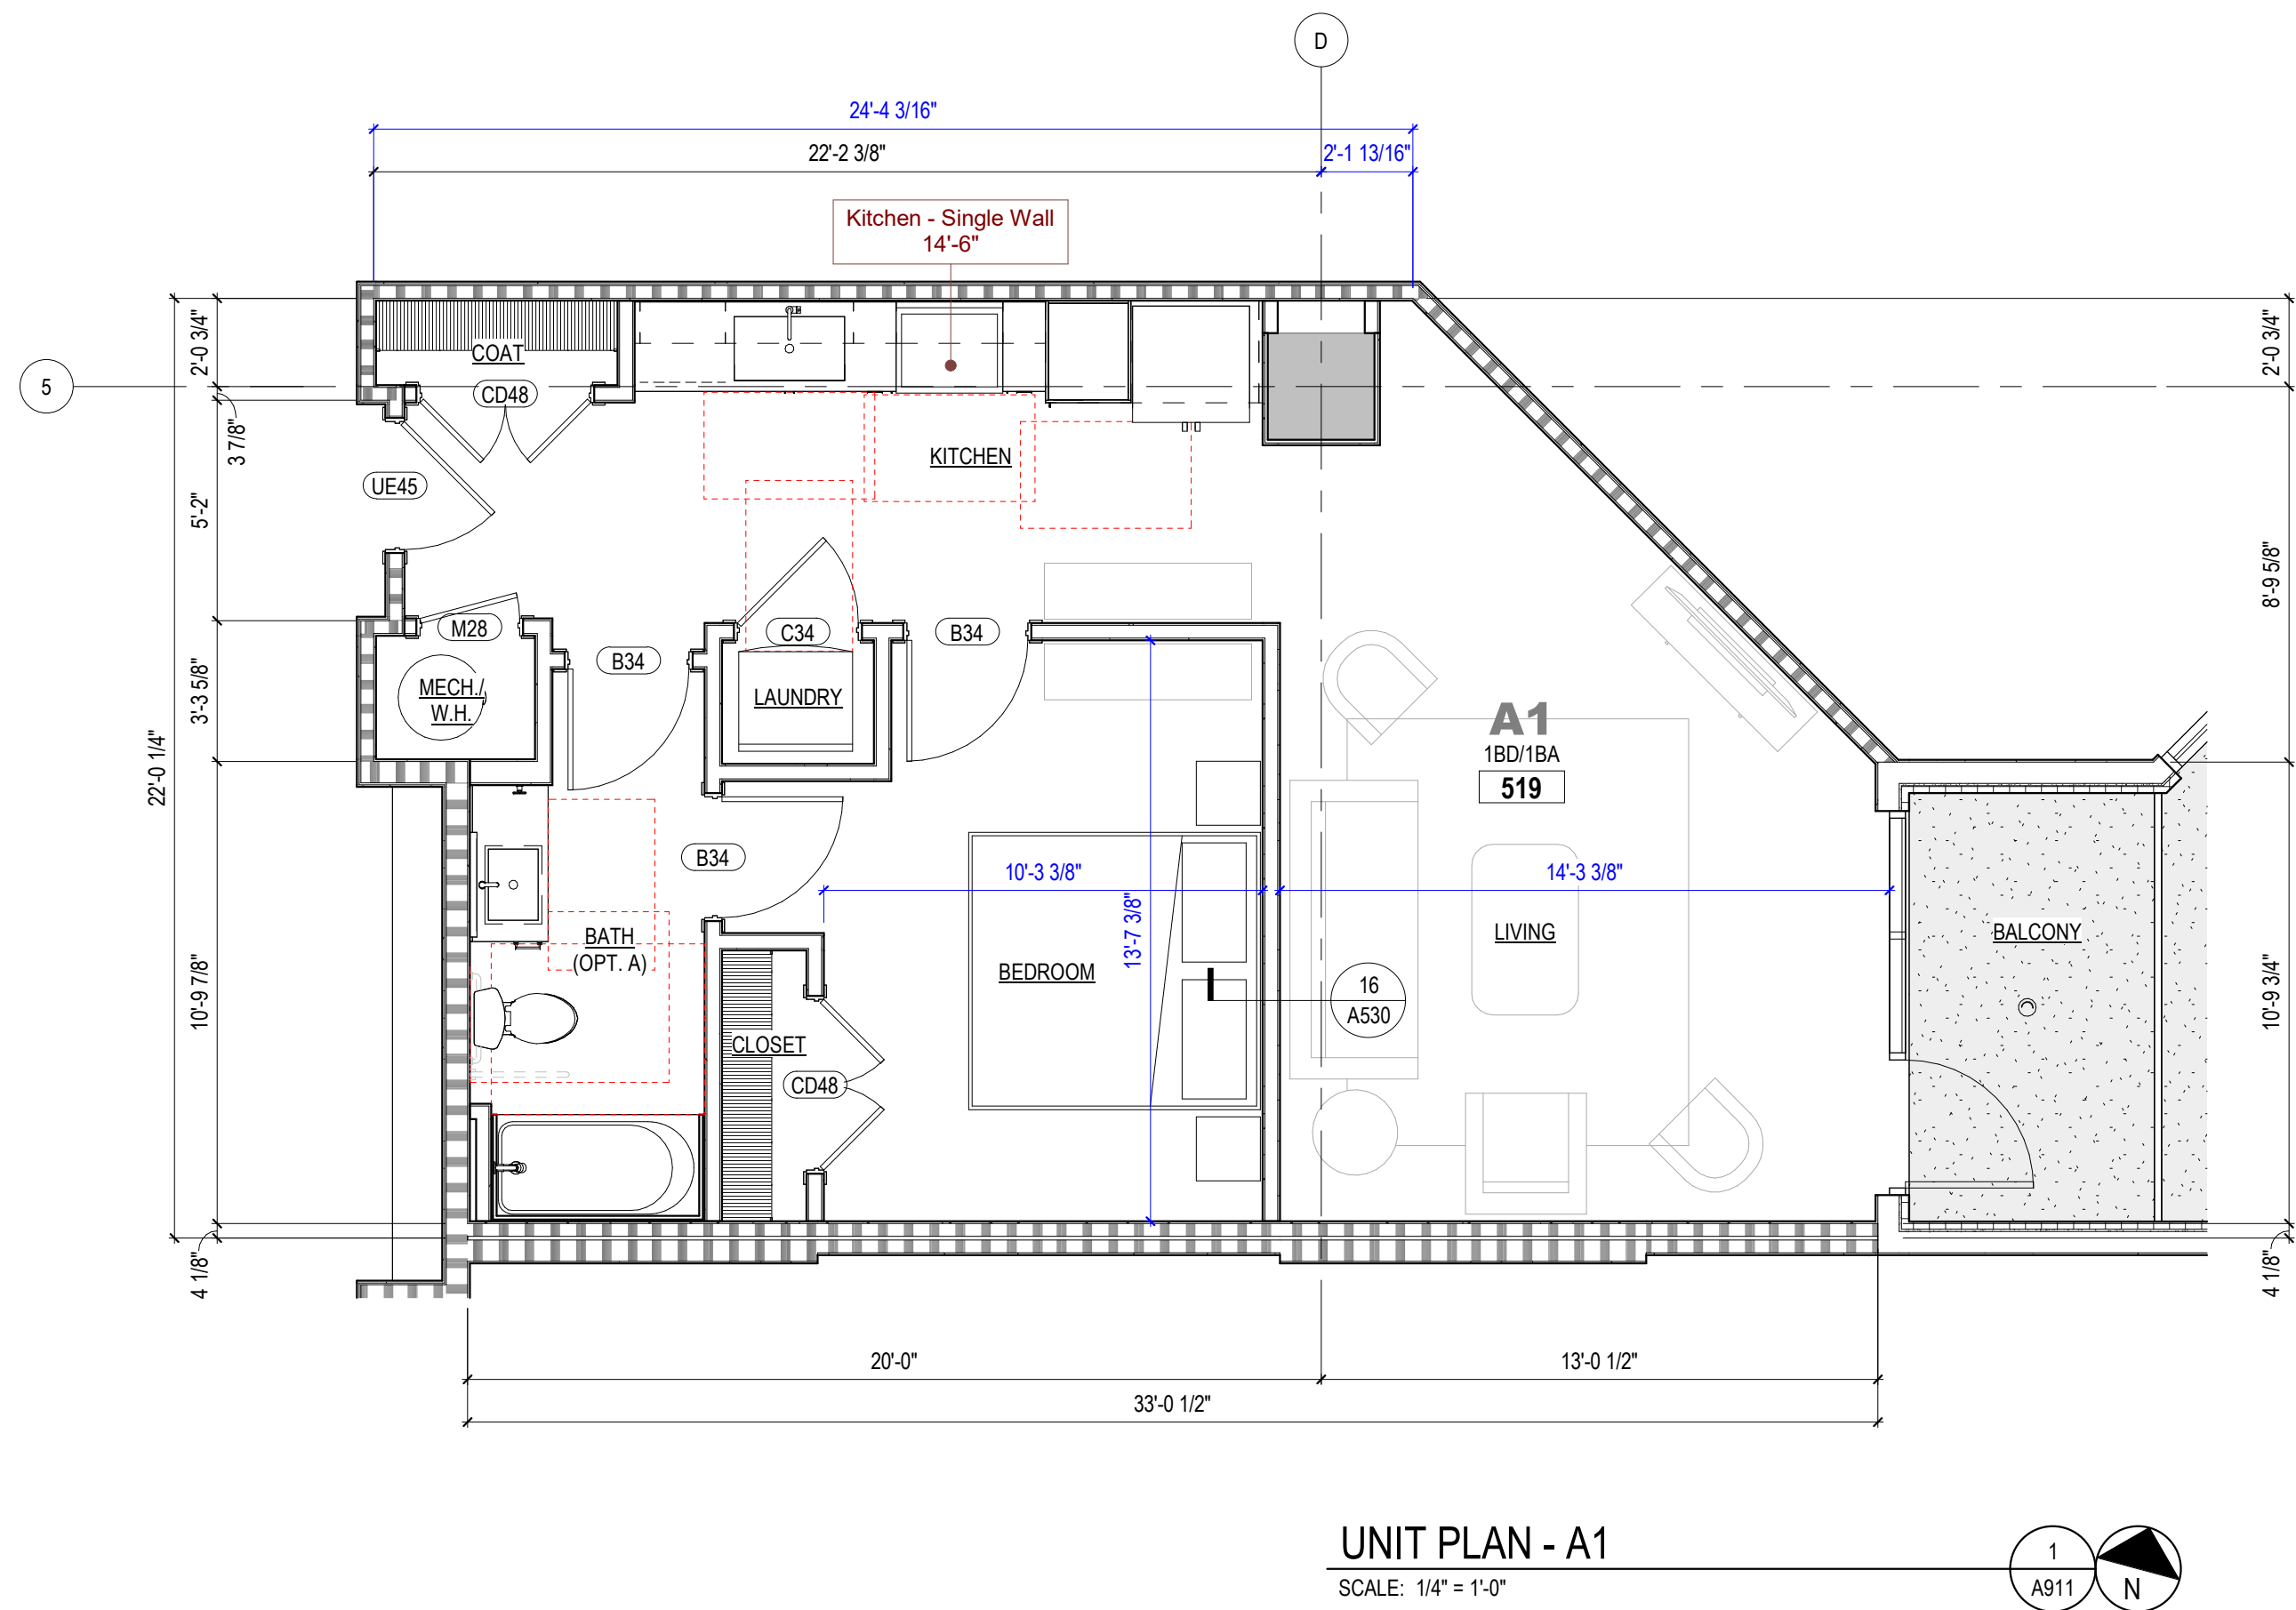 D
24'-4 3/16"
22'-2 3/8"
2'-1 13/16"
Kitchen - Single Wall
14'-6"
2'-0 3/4"
2'-0 3/4"
COAT
5
CD48
3 7/8"
KITCHEN
UE45
5'-2"
8'-9 5/8"
M28
C34
B34
B34
3'-3 5/8"
MECH./
W.H.
LAUNDRY
A1
1BD/1BA
519
22'-0 1/4"
B34
10'-3 3/8"
14'-3 3/8"
13'-7 3/8"
BATH
(OPT. A)
LIVING
BALCONY
BEDROOM
16
A530
10'-9 7/8"
10'-9 3/4"
CLOSET
CD48
4 1/8"
4 1/8"
20'-0"
13'-0 1/2"
33'-0 1/2"
UNIT PLAN - A1
SCALE: 1/4" = 1'-0"
1
A911
N